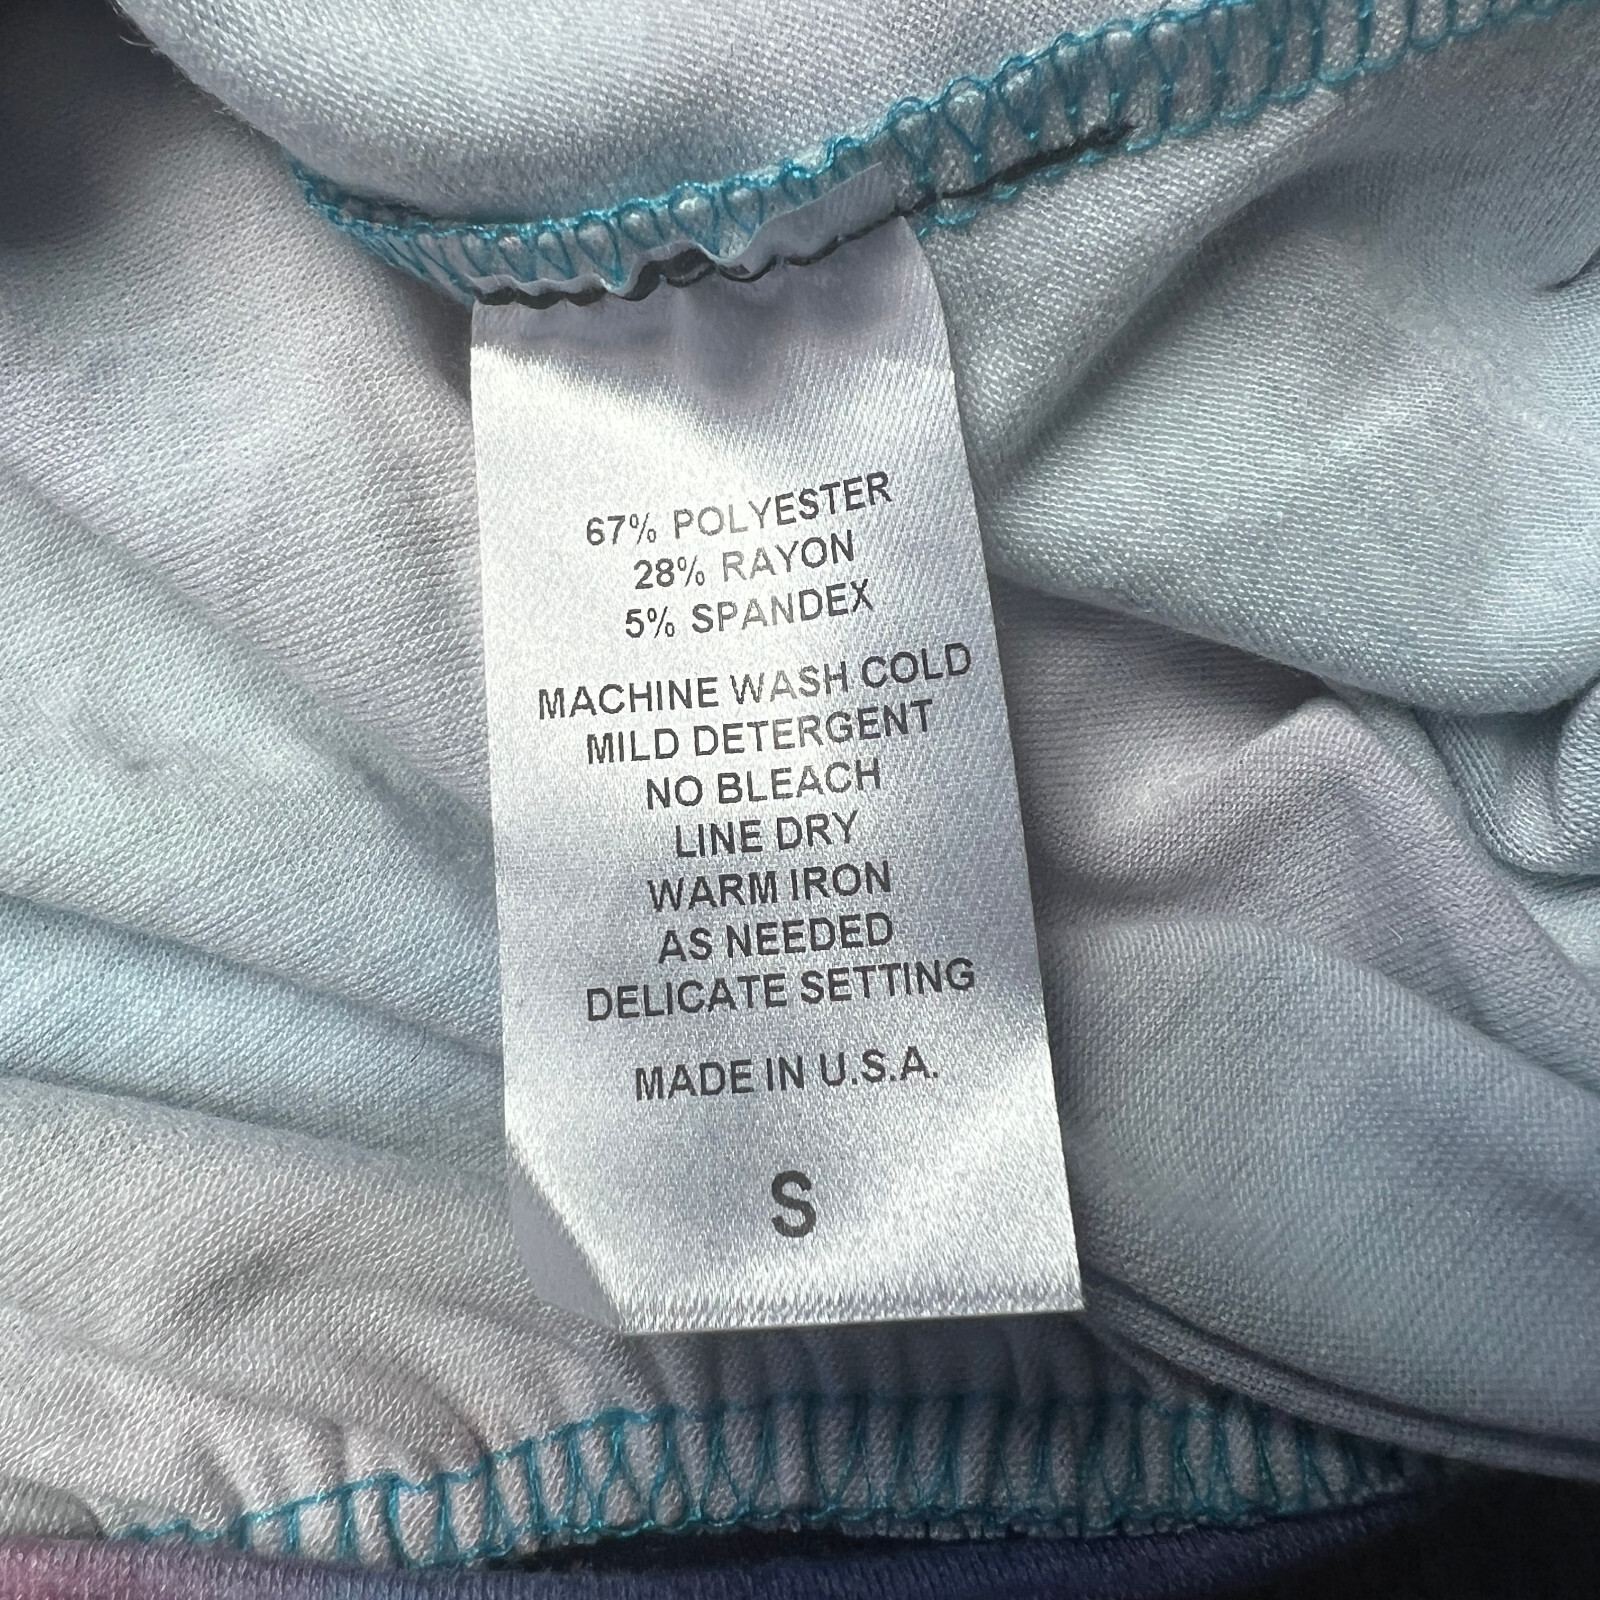 67% POLYESTER
28% RAYON
5% SPANDEX
MACHINE WASH COLD
MILD DETERGENT
NO BLEACH
LINE DRY
WARM IRON
AS NEEDED
DELICATE SETTING
MADE IN U.S.A.
S